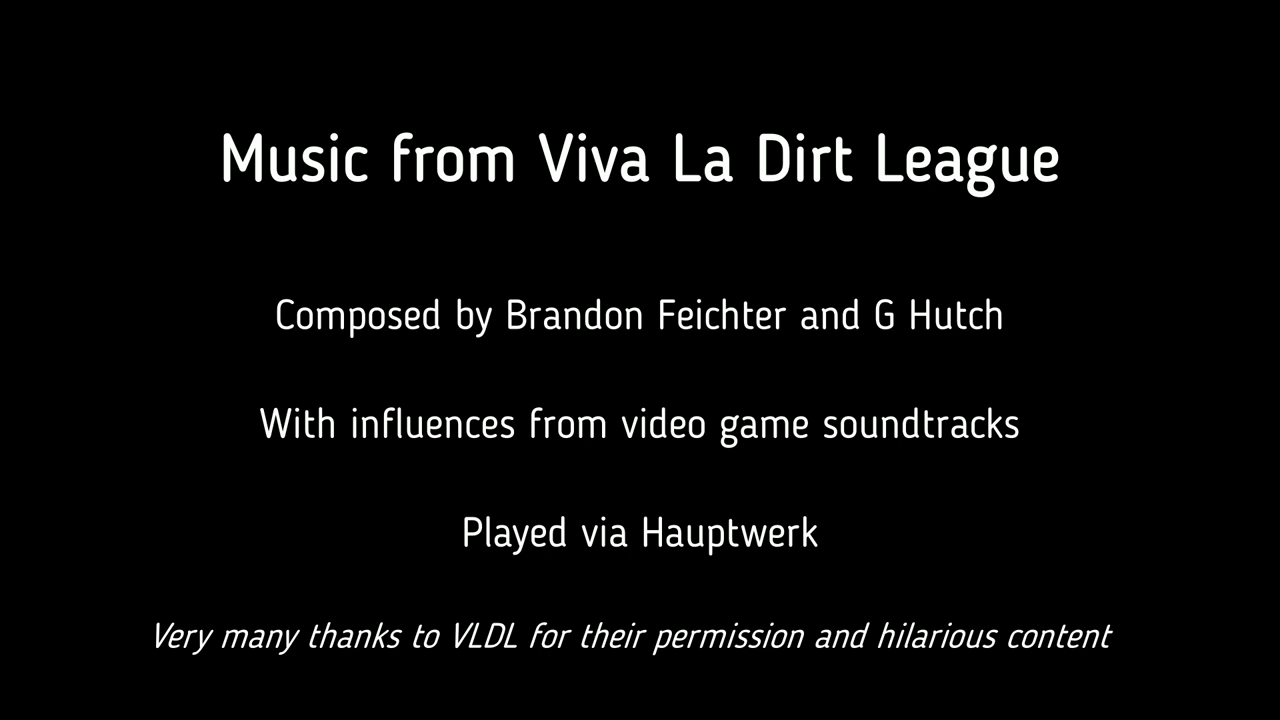 Music from Viva La Dirt League
Composed by Brandon Feichter and G Hutch
With influences from video game soundtracks
Played via Hauptwerk
Very many thanks to VLDL for their permission and hilarious content